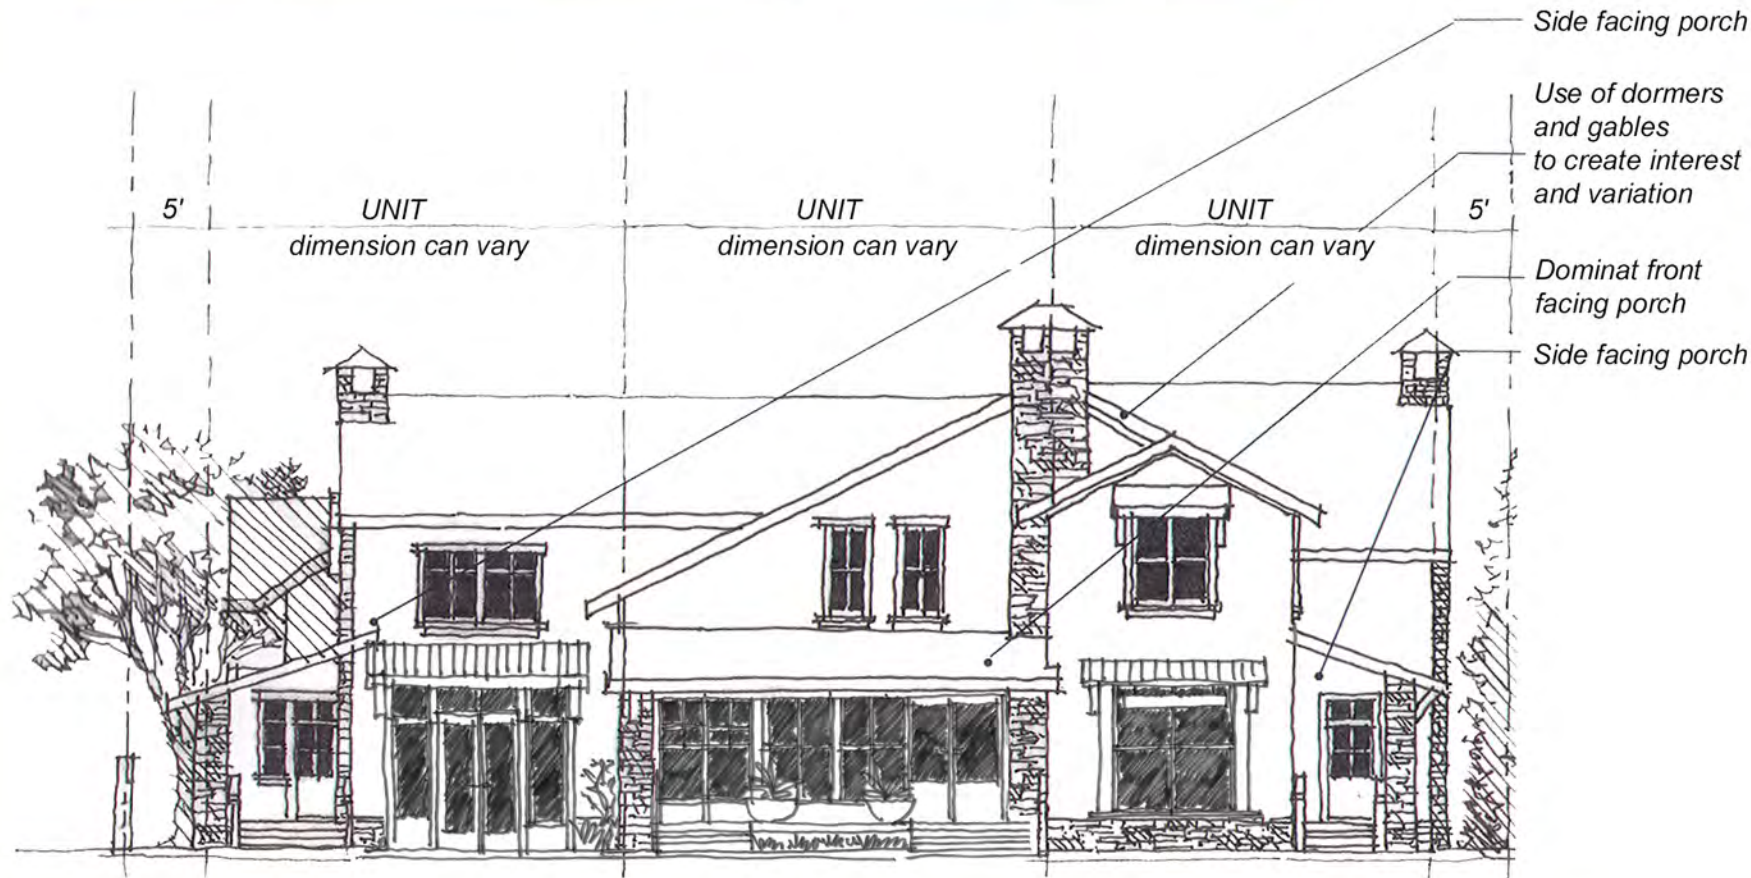 Side facing porch
Use of dormers
and gables
to create interest
and variation
5'
UNIT
dimension can vary
UNIT
dimension can vary
UNIT
dimension can vary
5'
Dominat front
facing porch
Side facing porch